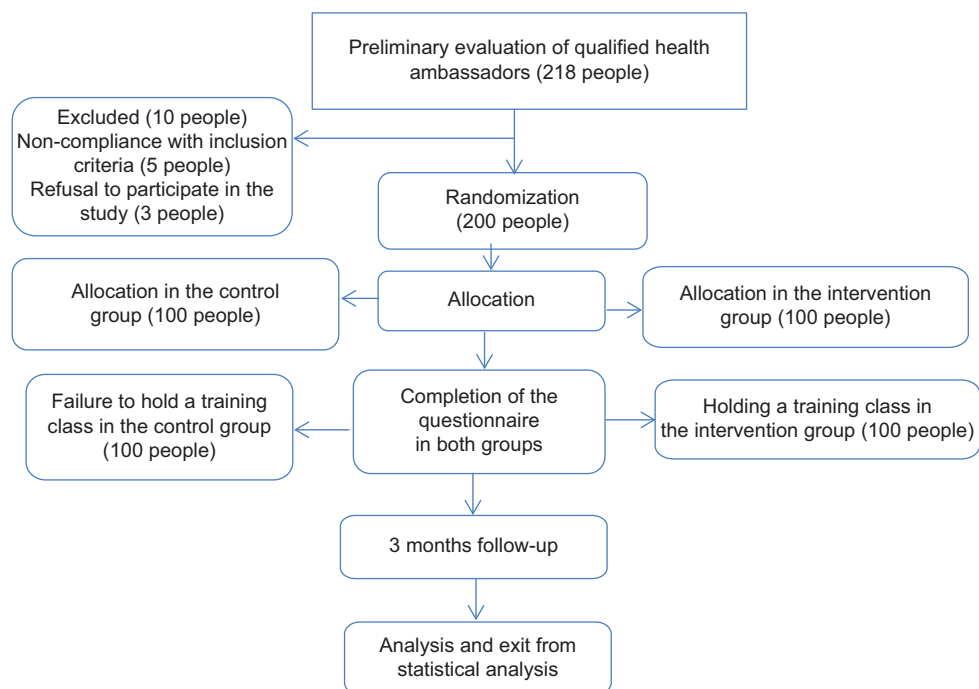 Preliminary evaluation of qualified health
ambassadors (218 people)
Excluded (10 people)
Non-compliance with inclusion
criteria (5 people)
Refusal to participate in the
study (3 people)
Randomization
(200 people)
Allocation in the control
group (100 people)
Allocation
Allocation in the intervention
group (100 people)
Failure to hold a training
class in the control group
(100 people)
Completion of the
questionnaire
in both groups
Holding a training class in
the intervention group (100 people)
3 months follow-up
Analysis and exit from
statistical analysis